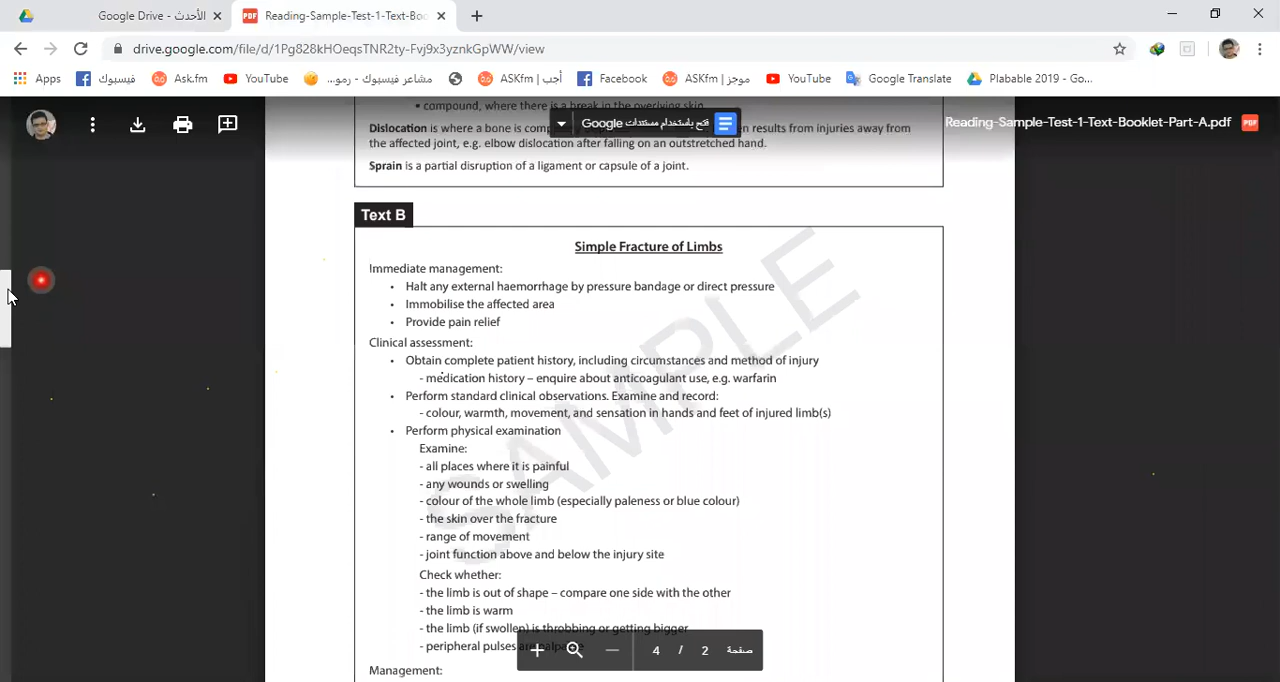 الأحدث - Google Drive
Reading-Sample-Test-1-Text-Boo
drive.google.com/file/d/1Pg828kHOeqsTNR2ty-Fvj9x3yznkGpWW/view
Apps
فيسبوك
Ask.fm
YouTube
مشاعر فيسبوك - رمو...
ASKfm | أجب
Facebook
ASKfm | موجز
YouTube
Google Translate
Plabable 2019 - Go...
فتح باستخدام مستندات Google
Reading-Sample-Test-1-Text-Booklet-Part-A.pdf
PDF
• compound, where there is a break in the overlying skin
Dislocation is where a bone is
results from injuries away from
the affected joint, e.g. elbow dislocation after falling on an outstretched hand.
Sprain is a partial disruption of a ligament or capsule of a joint.
Text B
Simple Fracture of Limbs
Immediate management:
• Halt any external haemorrhage by pressure bandage or direct pressure
• Immobilise the affected area
• Provide pain relief
Clinical assessment:
• Obtain complete patient history, including circumstances and method of injury
- medication history – enquire about anticoagulant use, e.g. warfarin
• Perform standard clinical observations. Examine and record:
- colour, warmth, movement, and sensation in hands and feet of injured limb(s)
• Perform physical examination
Examine:
- all places where it is painful
- any wounds or swelling
- colour of the whole limb (especially paleness or blue colour)
- the skin over the fracture
- range of movement
- joint function above and below the injury site
Check whether:
- the limb is out of shape – compare one side with the other
- the limb is warm
- the limb (if swollen) is throbbing or getting bigger
- peripheral pulses
Management:
SAMPLE
صفحة 2 / 4